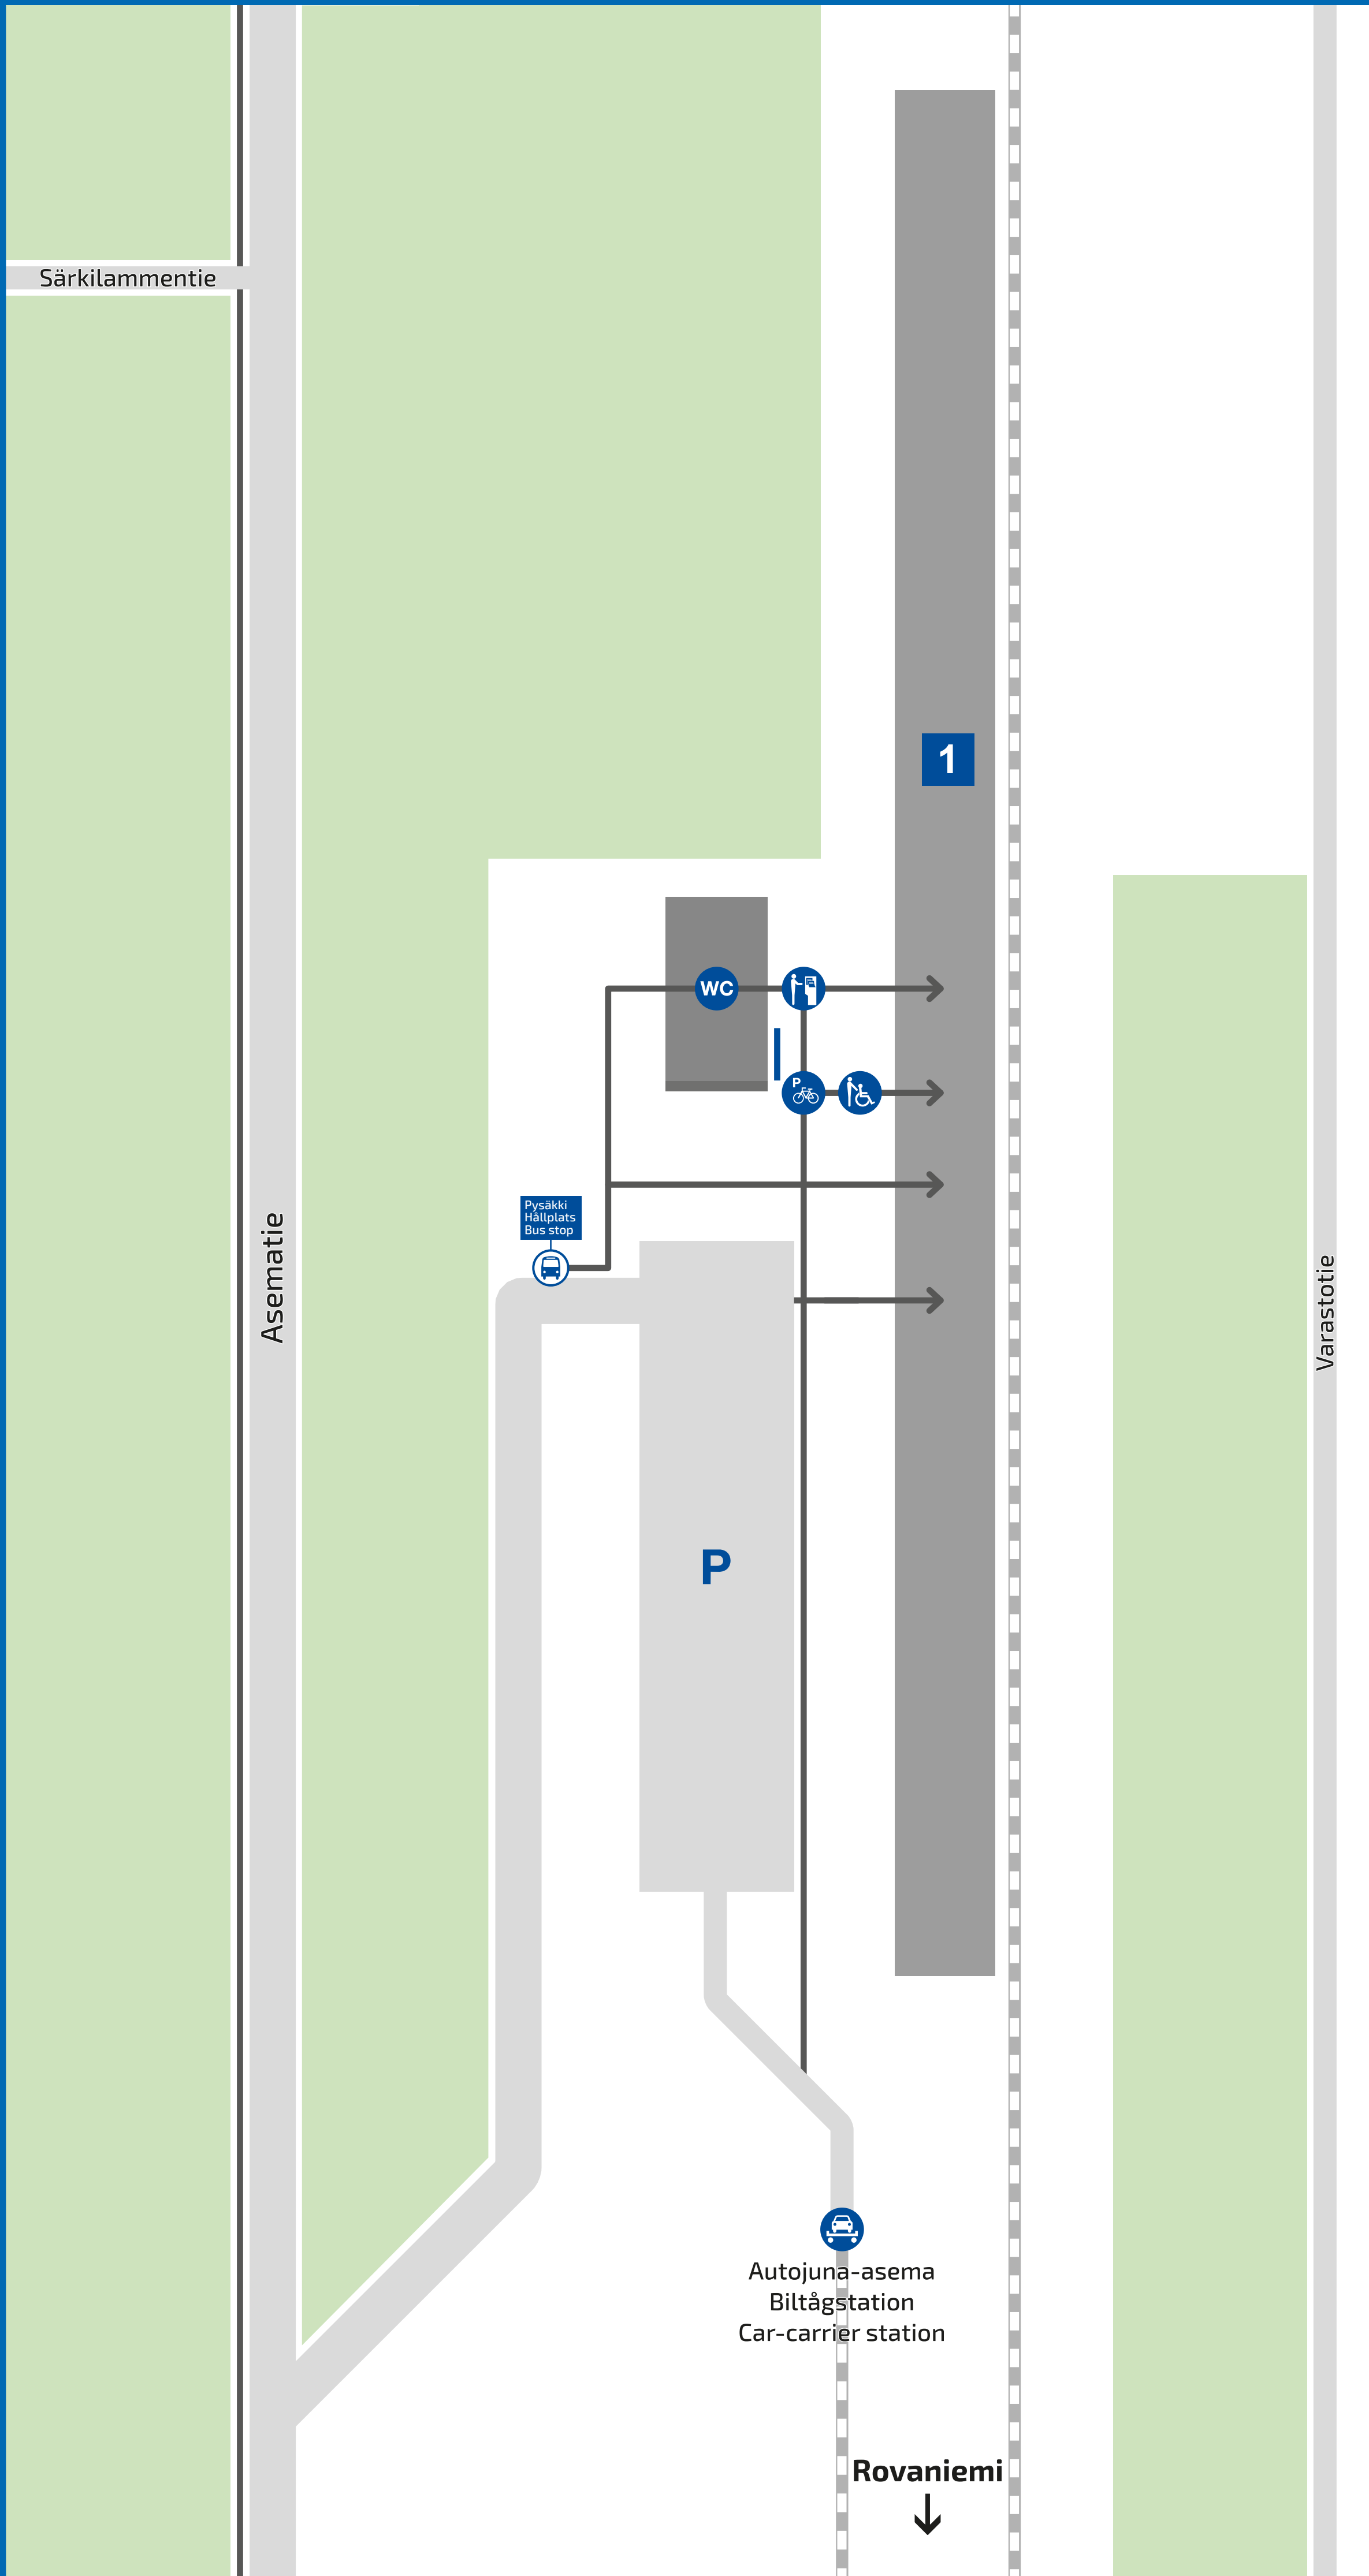 Särkilammentie
1
WC
P
Pysäkki
Hållplats
Bus stop
Asematie
Varastotie
P
Autojuna-asema
Biltågstation
Car-carrier station
Rovaniemi